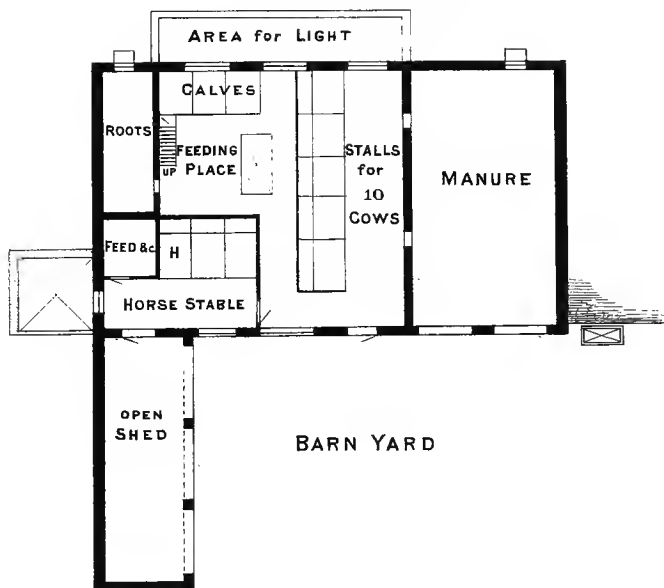 AREA for LIGHT
CALVES
ROOTS
FEEDING
PLACE
UP
STALLS
for
10
COWS
MANURE
FEED &c.
H
HORSE STABLE
OPEN
SHED
BARN YARD